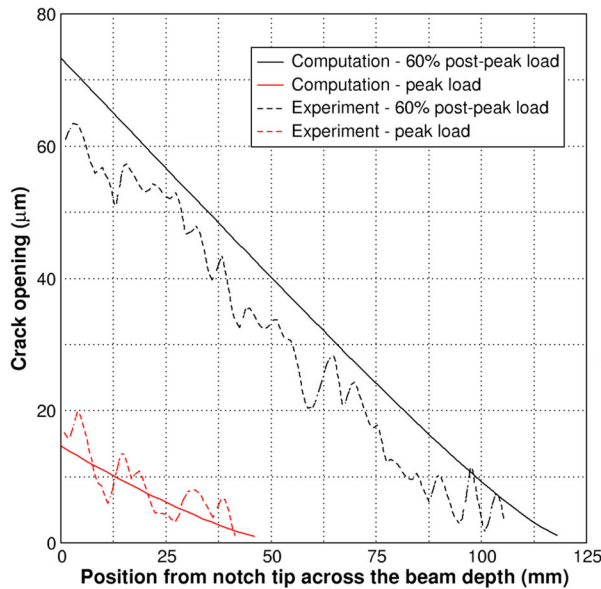 80
60
40
20
0
Crack opening (μm)
Computation - 60% post-peak load
Computation - peak load
Experiment - 60% post-peak load
Experiment - peak load
0 25 50 75 100 125
Position from notch tip across the beam depth (mm)